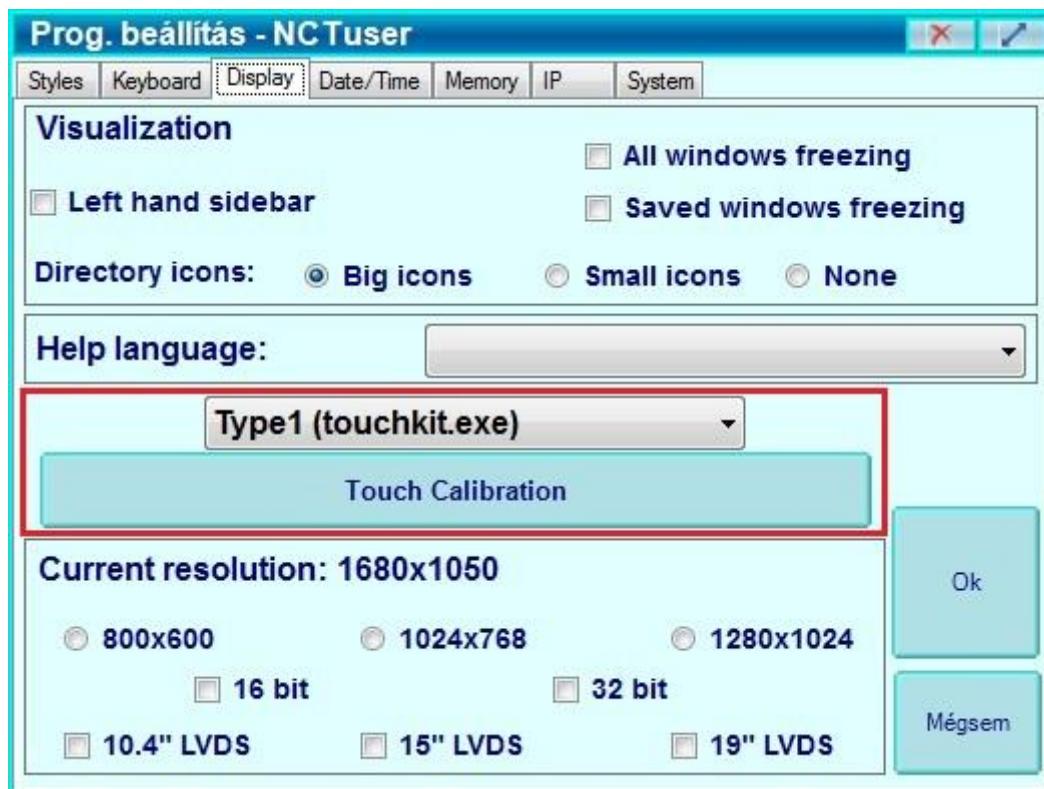 Prog. beállítás - NCTuser
Styles Keyboard Display Date/Time Memory IP System
Visualization
All windows freezing
Left hand sidebar
Saved windows freezing
Directory icons: Big icons Small icons None
Help language:
Type1 (touchkit.exe)
Touch Calibration
Current resolution: 1680x1050
Ok
800x600 1024x768 1280x1024
16 bit 32 bit
Mégsem
10.4" LVDS 15" LVDS 19" LVDS